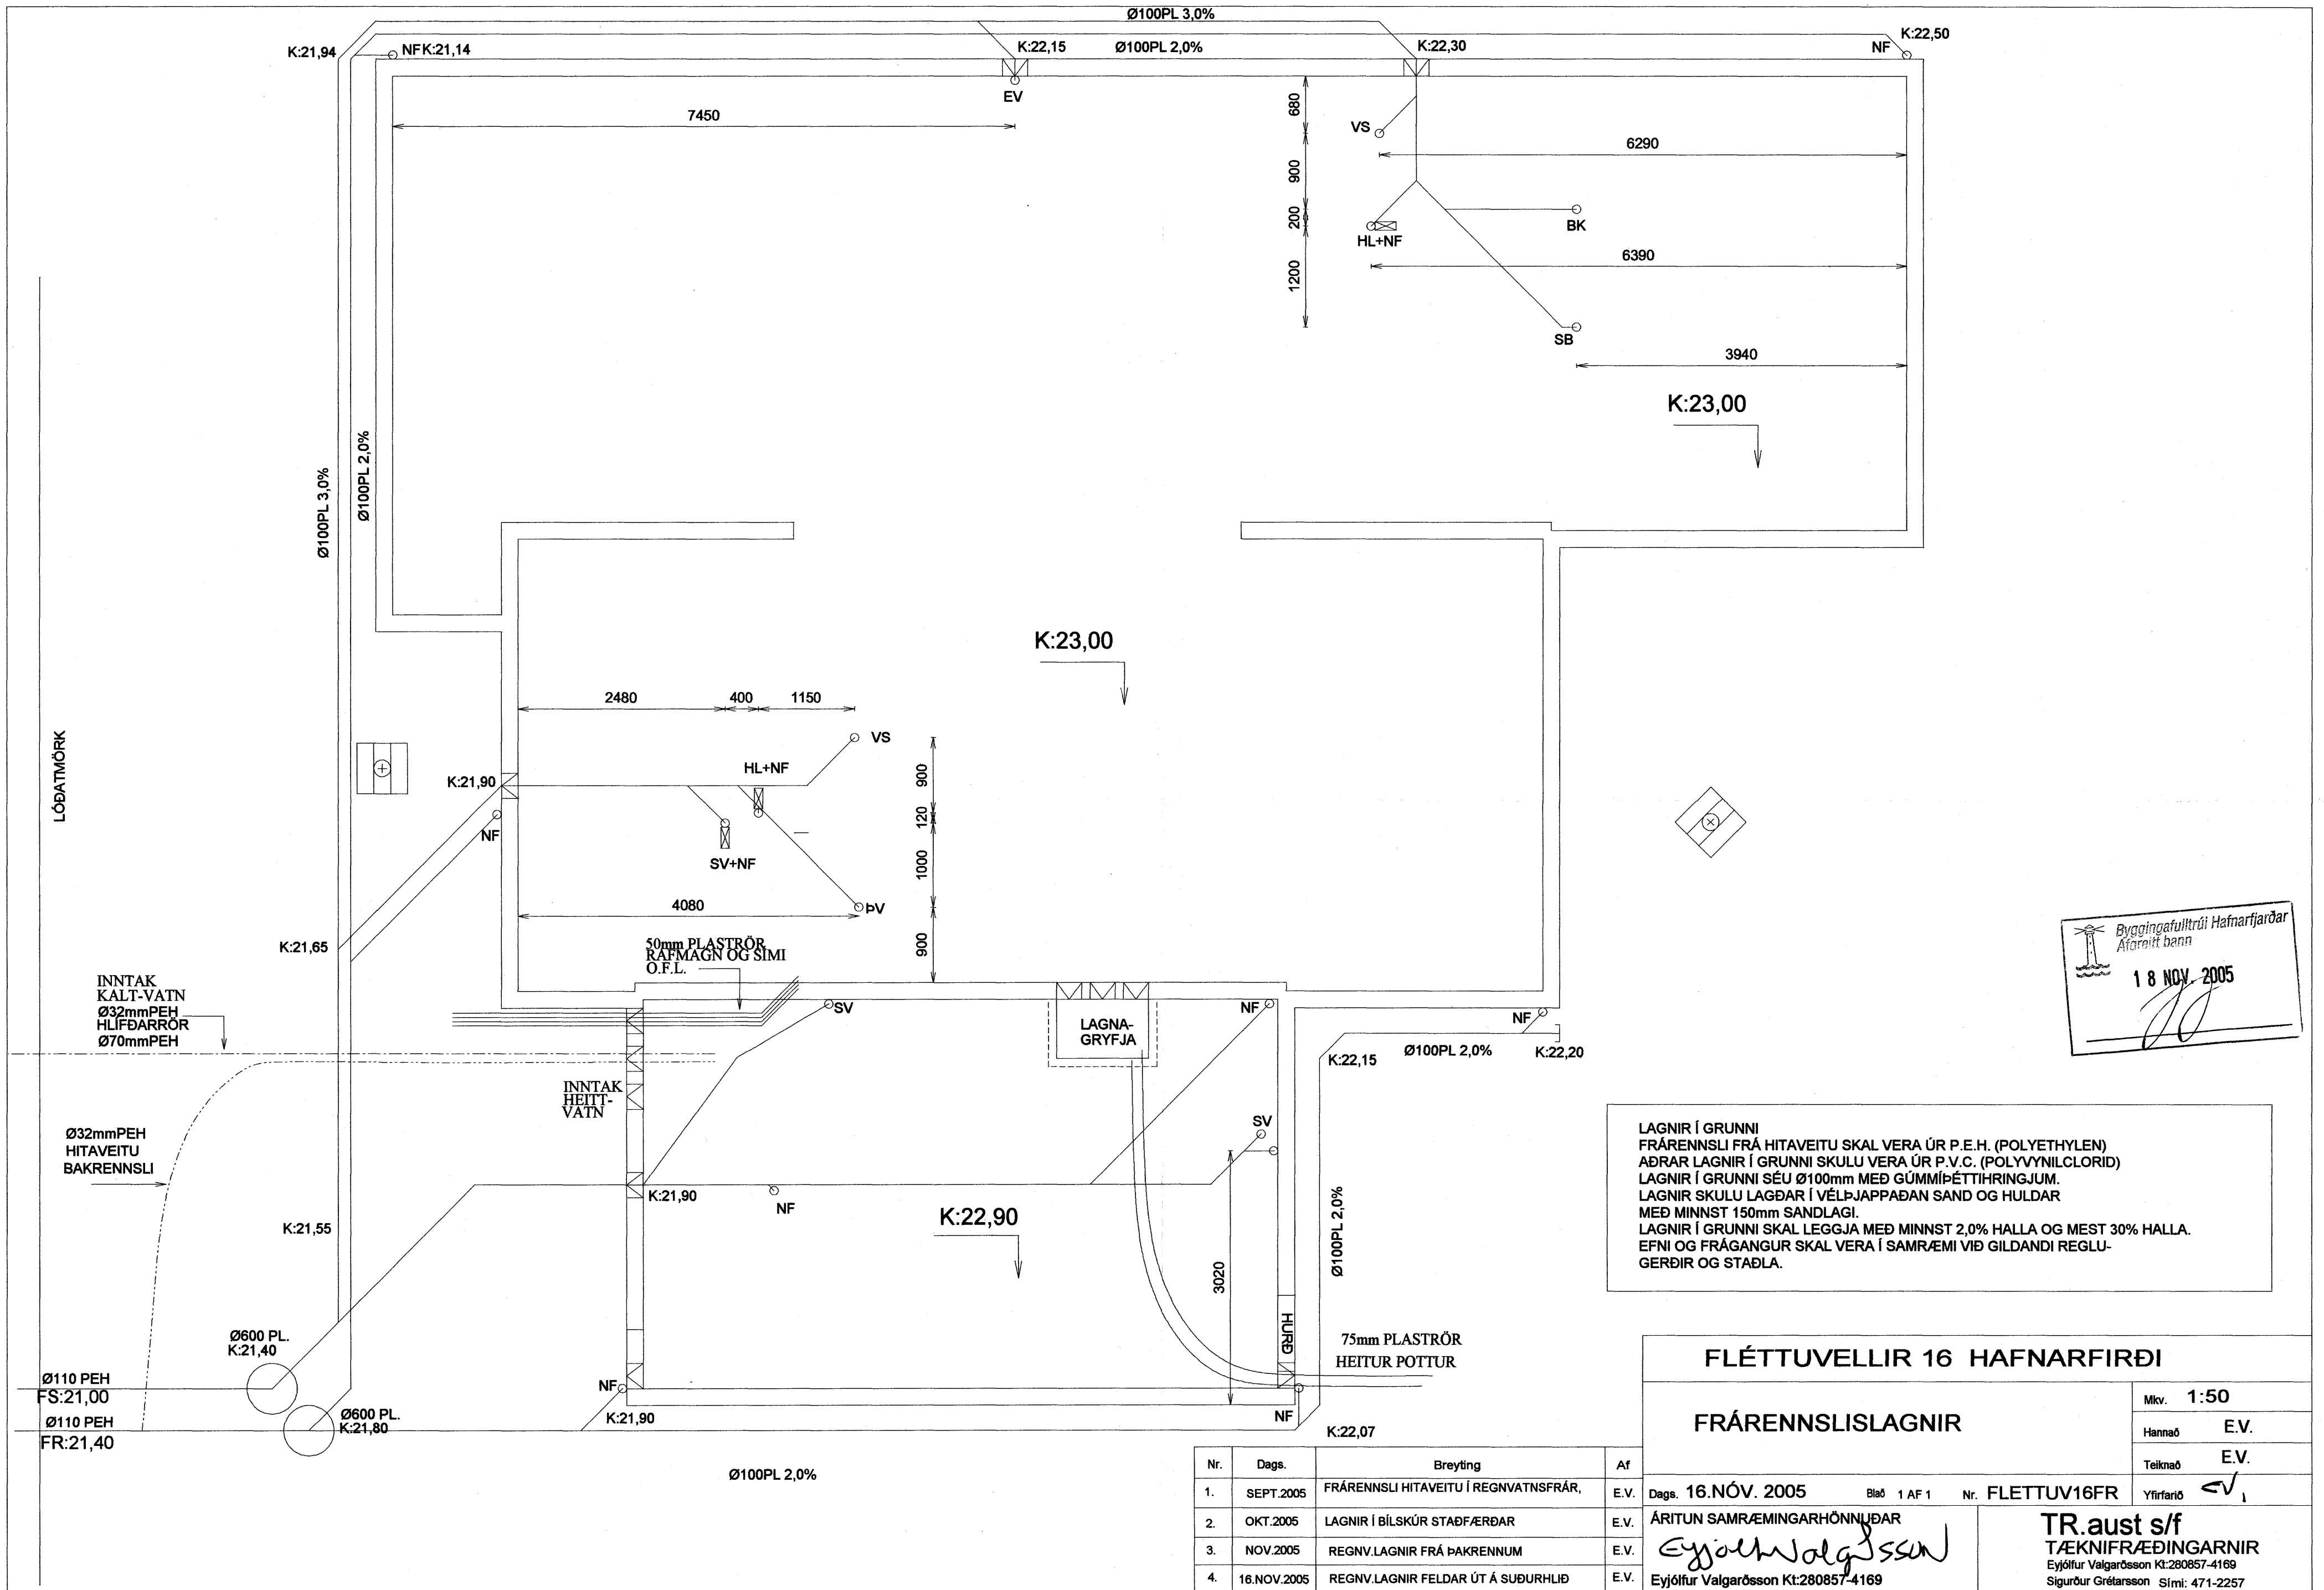 Ø100PL 3,0%
K:21,94
NF K:21,14
K:22,15
Ø100PL 2,0%
K:22,30
NF
K:22,50
EV
7450
680
VS
6290
900
200
BK
HL+NF
6390
1200
SB
3940
K:23,00
Ø100PL 3,0%
Ø100PL 2,0%
K:23,00
2480
400
1150
LÓÐATMÖRK
VS
HL+NF
900
K:21,90
NF
120
SV+NF
1000
4080
ÞV
K:21,65
900
50mm PLASTRÖR
RAFMAGN OG SÍMI
O.F.L.
INNTAK
KALT-VATN
Ø32mmPEH
HLÍFÐARRÖR
Ø70mmPEH
SV
LAGNA-
GRYFJA
NF
NF
K:22,15
Ø100PL 2,0%
K:22,20
INNTAK
HEITT-
VATN
Ø32mmPEH
HITAVEITU
BAKRENNSLI
SV
K:21,90
NF
K:22,90
K:21,55
3020
Ø100PL 2,0%
HURÐ
75mm PLASTRÖR
HEITUR POTTUR
Ø600 PL.
K:21,40
Ø110 PEH
FS:21,00
Ø110 PEH
FR:21,40
Ø600 PL.
K:21,80
NF
K:21,90
NF
K:22,07
Ø100PL 2,0%
Byggingafulltrúi Hafnarfjarðar
Afgreitt þann
18 NOV. 2005
LAGNIR Í GRUNNI
FRÁRENNSLI FRÁ HITAVEITU SKAL VERA ÚR P.E.H. (POLYETHYLEN)
AÐRAR LAGNIR Í GRUNNI SKULU VERA ÚR P.V.C. (POLYVYNILCLORID)
LAGNIR Í GRUNNI SÉU Ø100mm MEÐ GÚMMÍÞÉTTIHRINGJUM.
LAGNIR SKULU LAGÐAR Í VÉLÞJAPPAÐAN SAND OG HULDAR
MEÐ MINNST 150mm SANDLAGI.
LAGNIR Í GRUNNI SKAL LEGGJA MEÐ MINNST 2,0% HALLA OG MEST 30% HALLA.
EFNI OG FRÁGANGUR SKAL VERA Í SAMRÆMI VIÐ GILDANDI REGLU-
GERÐIR OG STAÐLA.
Nr. Dags. Breyting Af
1. SEPT.2005 FRÁRENNSLI HITAVEITU Í REGNVATNSFRÁR, E.V.
2. OKT.2005 LAGNIR Í BÍLSKÚR STAÐFÆRÐAR E.V.
3. NOV.2005 REGNV.LAGNIR FRÁ ÞAKRENNUM E.V.
4. 16.NOV.2005 REGNV.LAGNIR FELDAR ÚT Á SUÐURHLIÐ E.V.
FLÉTTUVELLIR 16 HAFNARFIRÐI
FRÁRENNSLISLAGNIR
Mkv. 1:50
Hannað E.V.
Teiknað E.V.
Dags. 16.NÓV. 2005 Blað 1 AF 1 Nr. FLETTUV16FR
Yfirfarið EV,
ÁRITUN SAMRÆMINGARHÖNNUÐAR
Eyjólfur Valgarðsson
Eyjólfur Valgarðsson Kt:280857-4169
TR.aust s/f
TÆKNIFRÆÐINGARNIR
Eyjólfur Valgarðsson Kt:280857-4169
Sigurður Grétarsson Sími: 471-2257